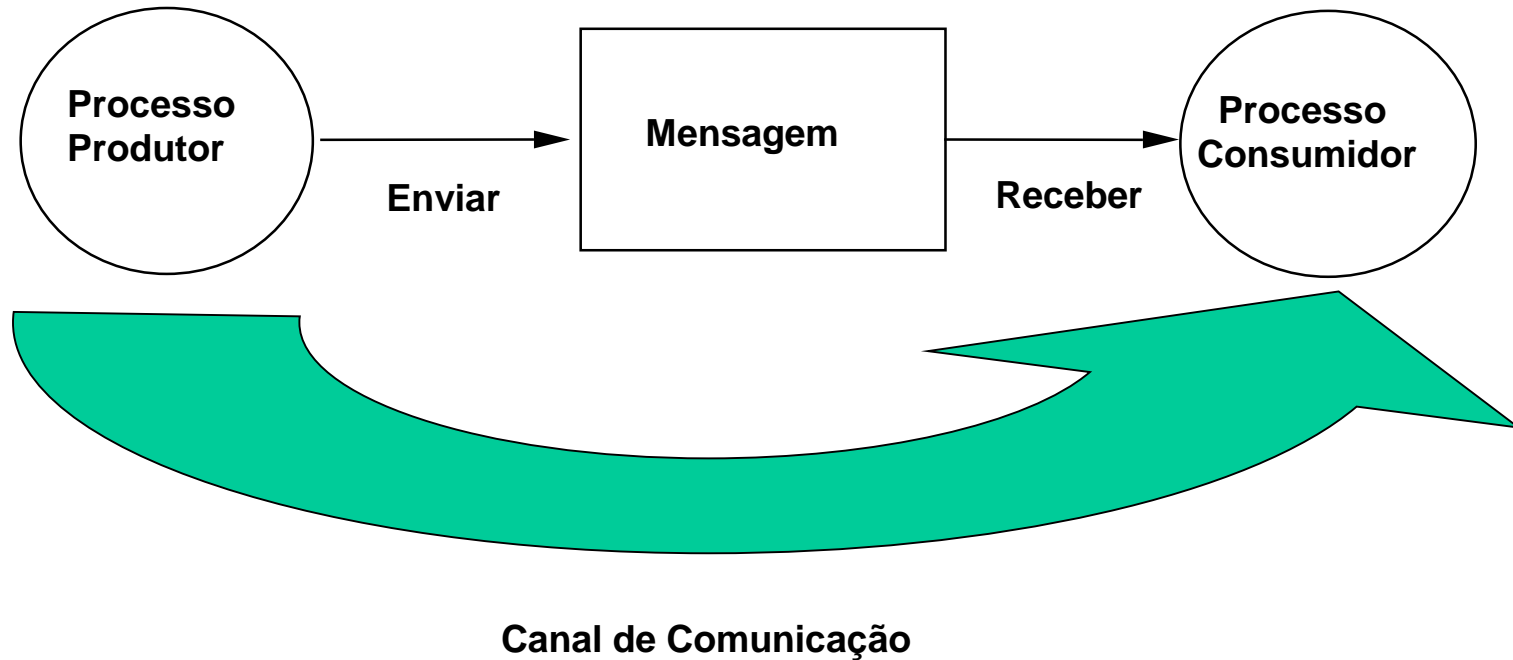 Processo
Produtor
Enviar
Mensagem
Receber
Processo
Consumidor
Canal de Comunicação